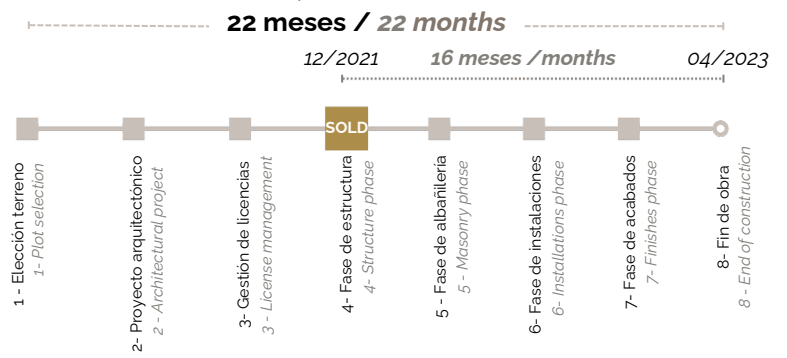 22 meses / 22 months
12/2021
16 meses /months
04/2023
SOLD
1 - Elección terreno
1- Plot selection
2- Proyecto arquitectónico
2 - Architectural project
3- Gestión de licencias
3 - License management
4- Fase de estructura
4- Structure phase
5 - Fase de albañilería
5 - Masonry phase
6- Fase de instalaciones
6- Installations phase
7- Fase de acabados
7- Finishes phase
8- Fin de obra
8 - End of construction